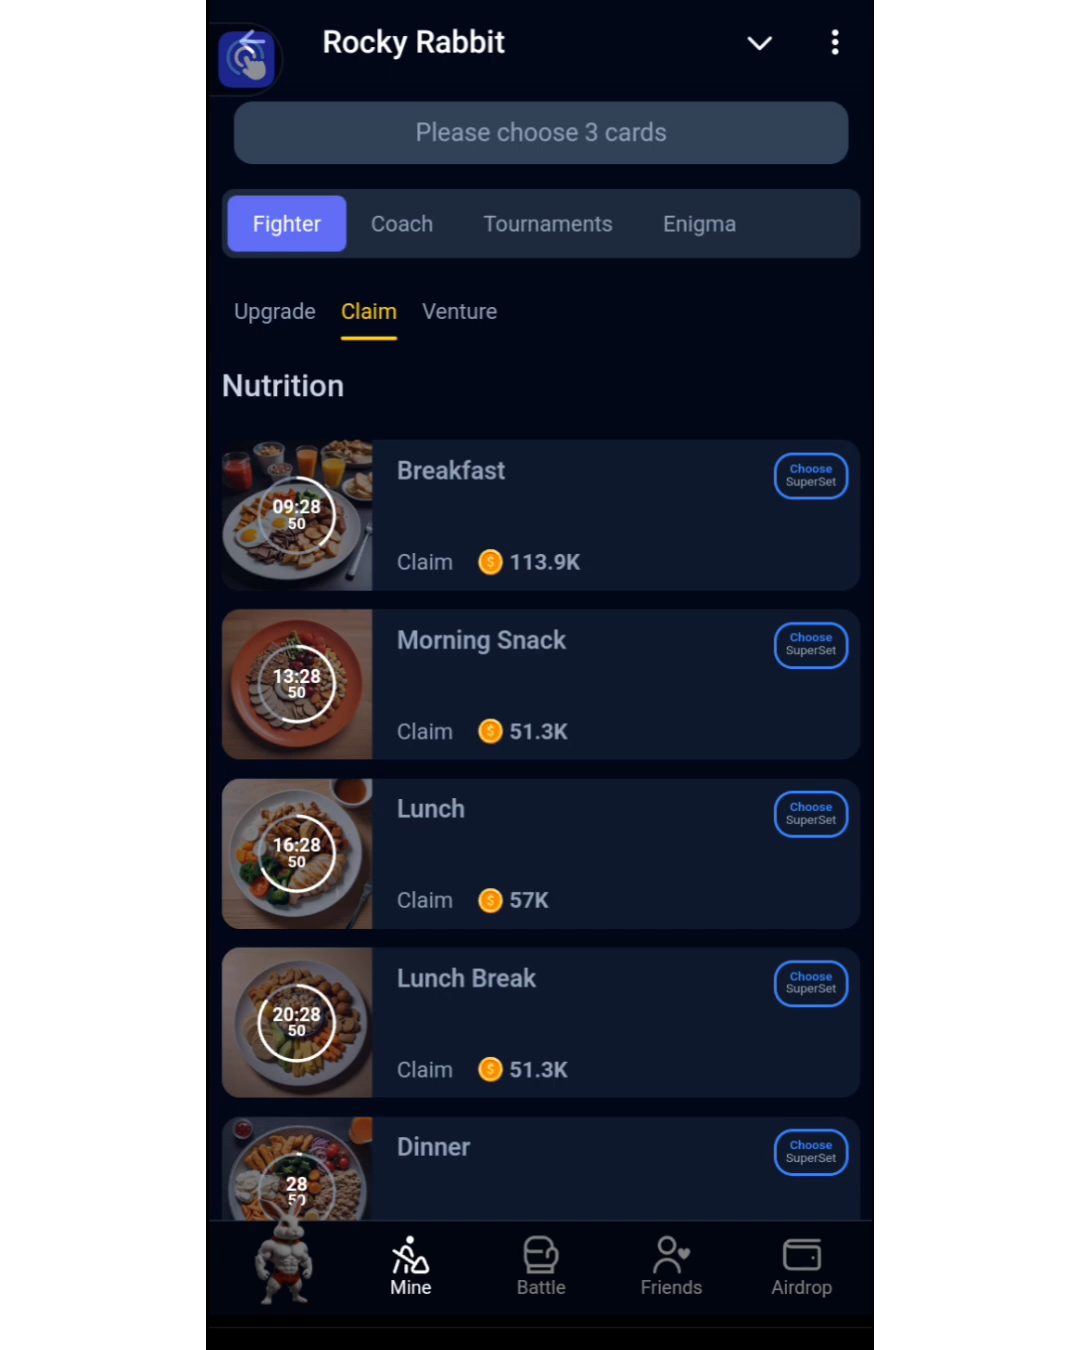 Rocky Rabbit
Please choose 3 cards
Fighter Coach Tournaments Enigma
Upgrade Claim Venture
Nutrition
Breakfast
Choose
SuperSet
09:28
50
Claim 113.9K
Morning Snack
Choose
SuperSet
13:28
50
Claim 51.3K
Lunch
Choose
SuperSet
16:28
50
Claim 57K
Lunch Break
Choose
SuperSet
20:28
50
Claim 51.3K
Dinner
Choose
SuperSet
28
50
Mine Battle Friends Airdrop